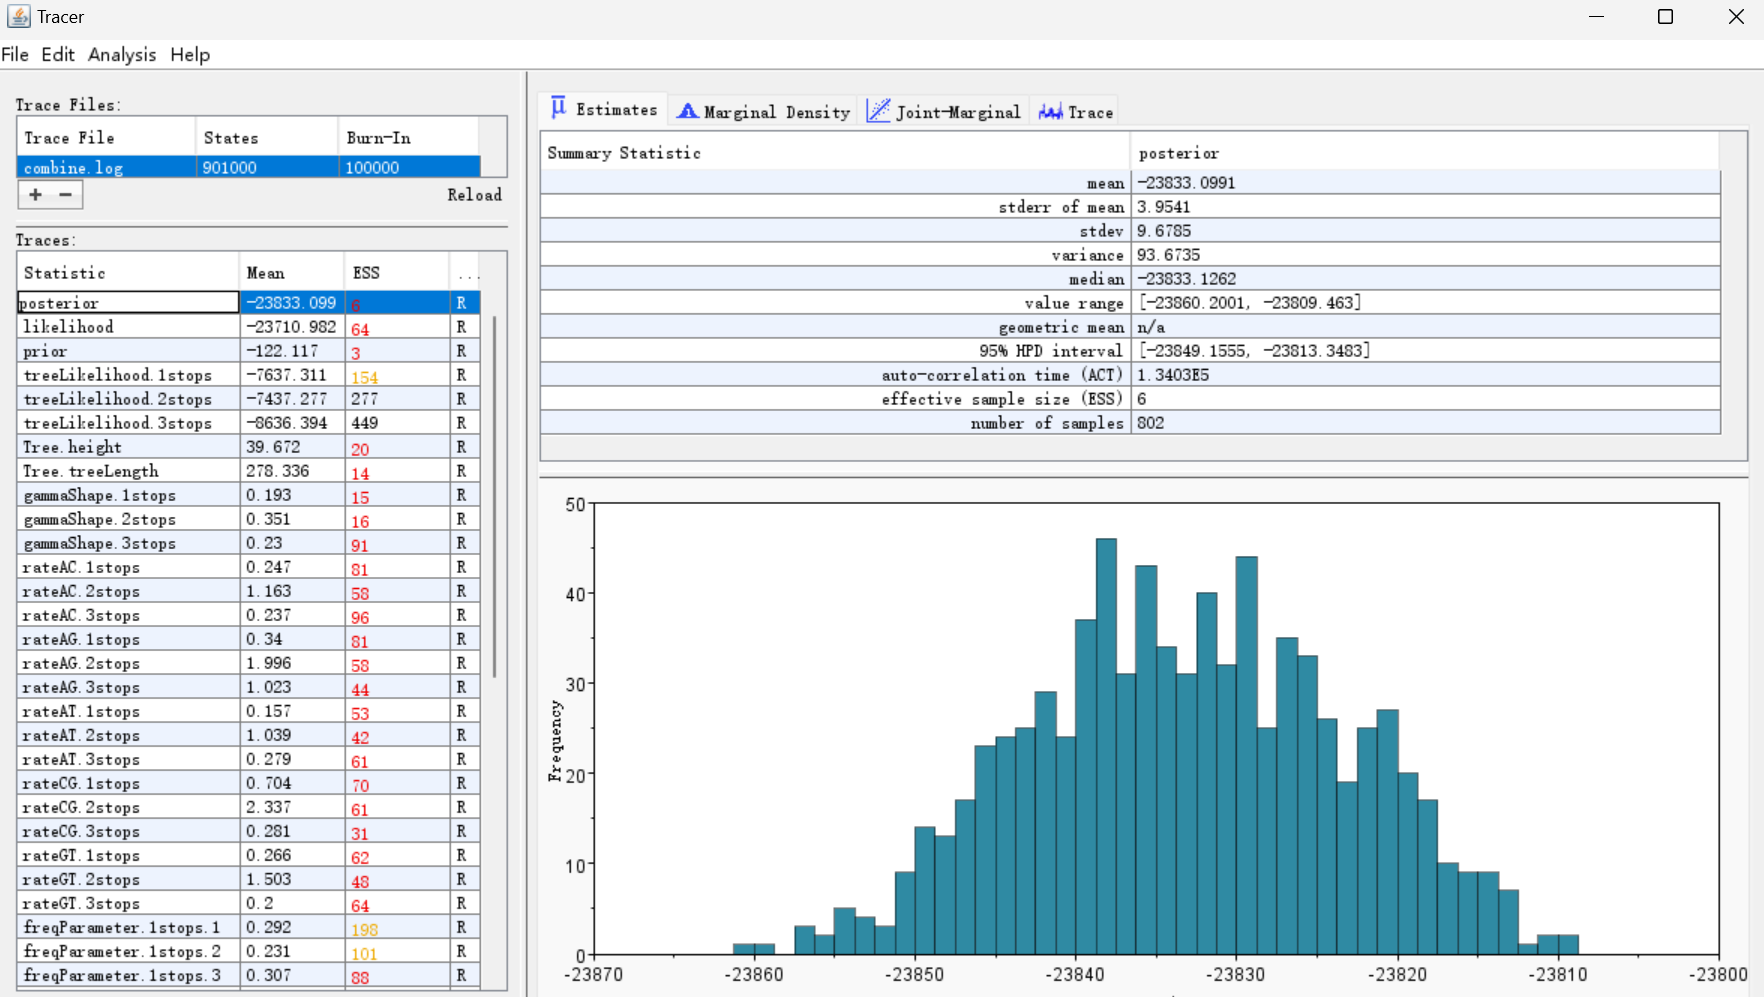 Tracer
File Edit Analysis Help
Trace Files:
Trace File States Burn-In
combine.log 901000 100000
+ − Reload
Traces:
Statistic Mean ESS ...
posterior -23833.099 6 R
likelihood -23710.982 64 R
prior -122.117 3 R
treeLikelihood.1stops -7637.311 154 R
treeLikelihood.2stops -7437.277 277 R
treeLikelihood.3stops -8636.394 449 R
Tree.height 39.672 20 R
Tree.treeLength 278.336 14 R
gammaShape.1stops 0.193 15 R
gammaShape.2stops 0.351 16 R
gammaShape.3stops 0.23 91 R
rateAC.1stops 0.247 81 R
rateAC.2stops 1.163 58 R
rateAC.3stops 0.237 96 R
rateAG.1stops 0.34 81 R
rateAG.2stops 1.996 58 R
rateAG.3stops 1.023 44 R
rateAT.1stops 0.157 53 R
rateAT.2stops 1.039 42 R
rateAT.3stops 0.279 61 R
rateCG.1stops 0.704 70 R
rateCG.2stops 2.337 61 R
rateCG.3stops 0.281 31 R
rateGT.1stops 0.266 62 R
rateGT.2stops 1.503 48 R
rateGT.3stops 0.2 64 R
freqParameter.1stops.1 0.292 198 R
freqParameter.1stops.2 0.231 101 R
freqParameter.1stops.3 0.307 88 R
μ Estimates Marginal Density Joint-Marginal Trace
Summary Statistic posterior
mean -23833.0991
stderr of mean 3.9541
stdev 9.6785
variance 93.6735
median -23833.1262
value range [-23860.2001, -23809.463]
geometric mean n/a
95% HPD interval [-23849.1555, -23813.3483]
auto-correlation time (ACT) 1.3403E5
effective sample size (ESS) 6
number of samples 802
50
40
30
20
10
0
Frequency
-23870 -23860 -23850 -23840 -23830 -23820 -23810 -23800